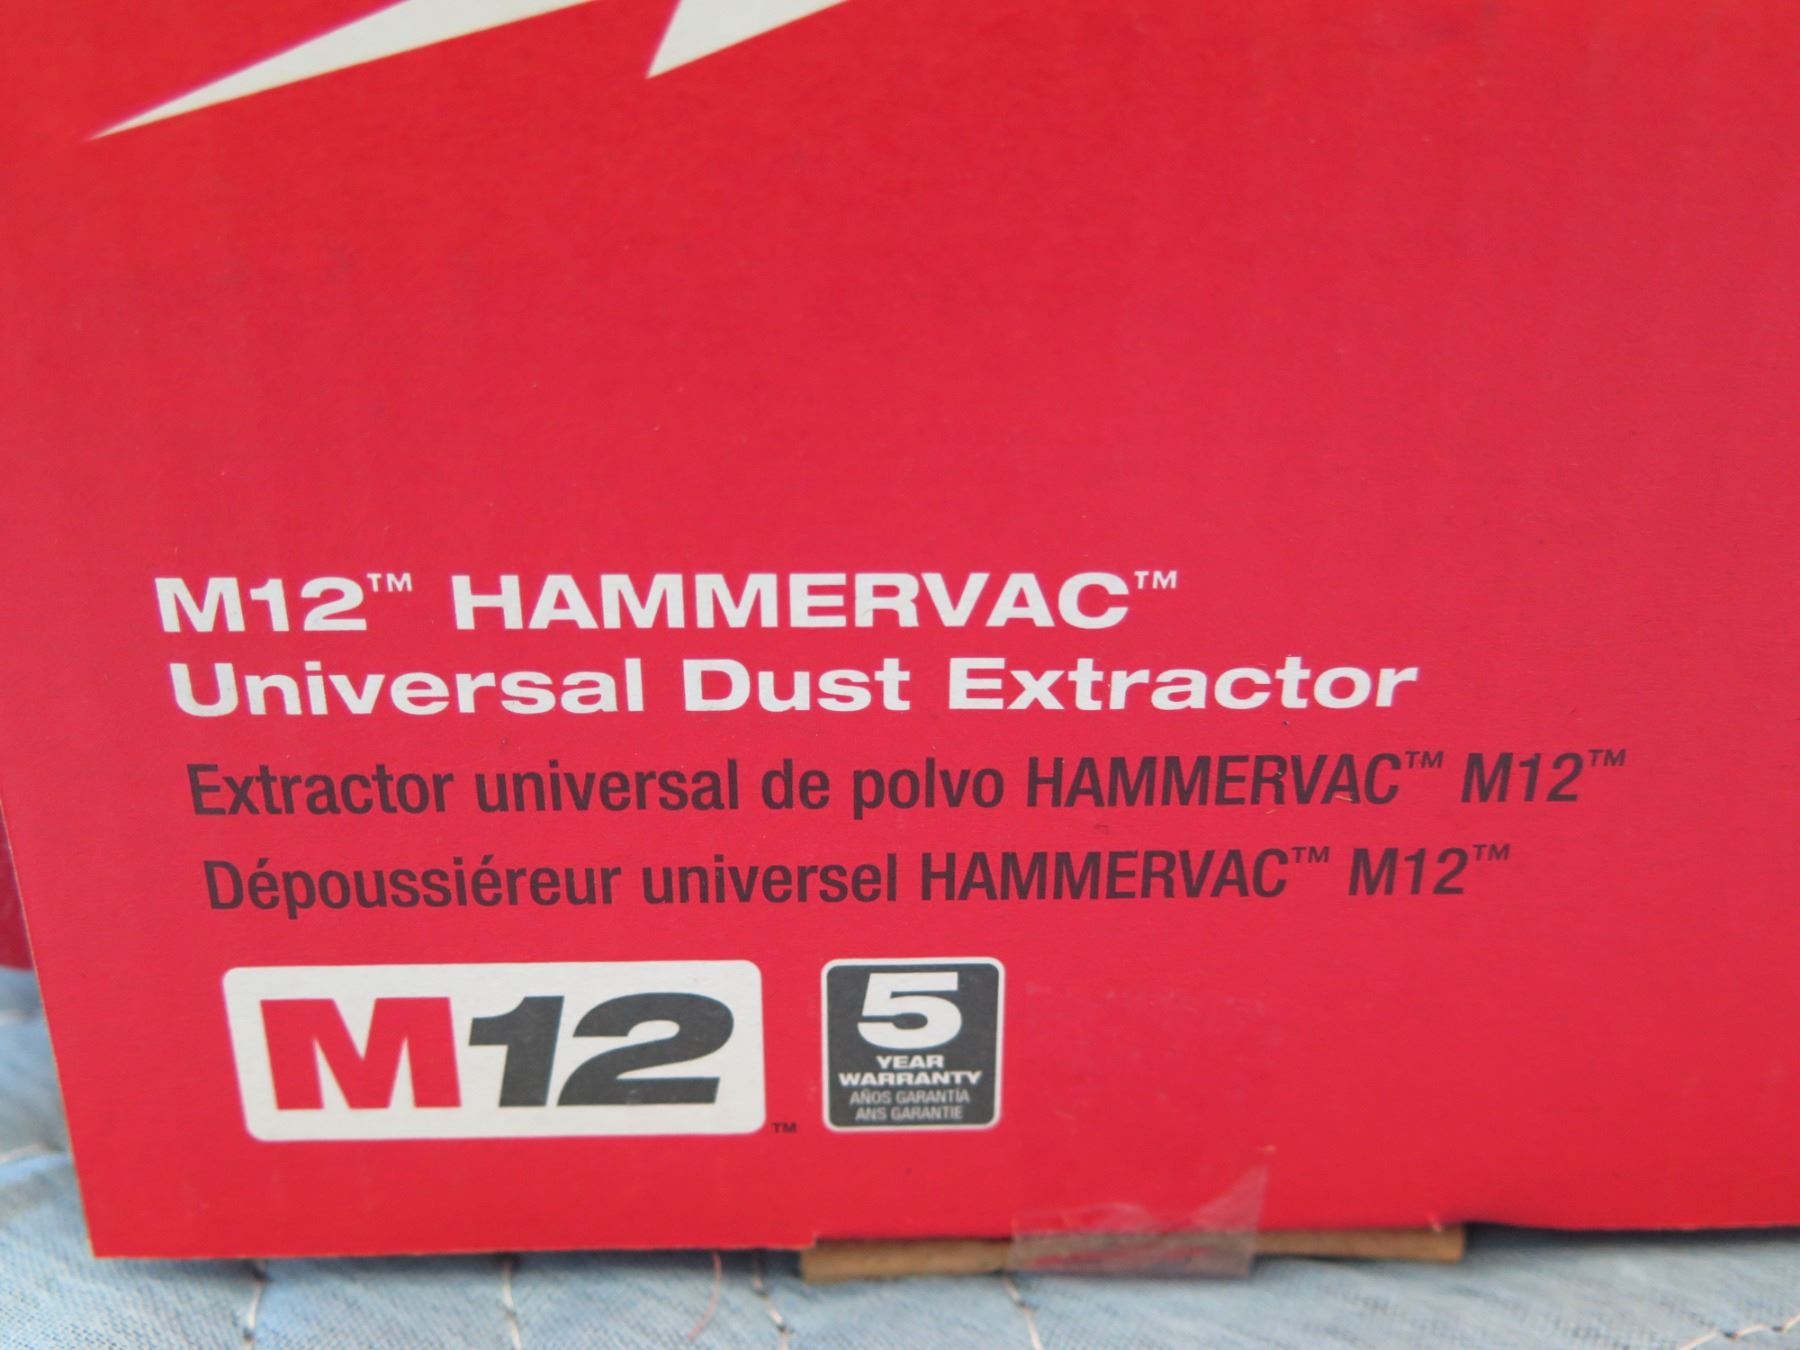 M12™ HAMMERVAC™
Universal Dust Extractor
Extractor universal de polvo HAMMERVAC™ M12™
Dépoussiéreur universel HAMMERVAC™ M12™
M12™
5
YEAR
WARRANTY
AÑOS GARANTÍA
ANS GARANTIE